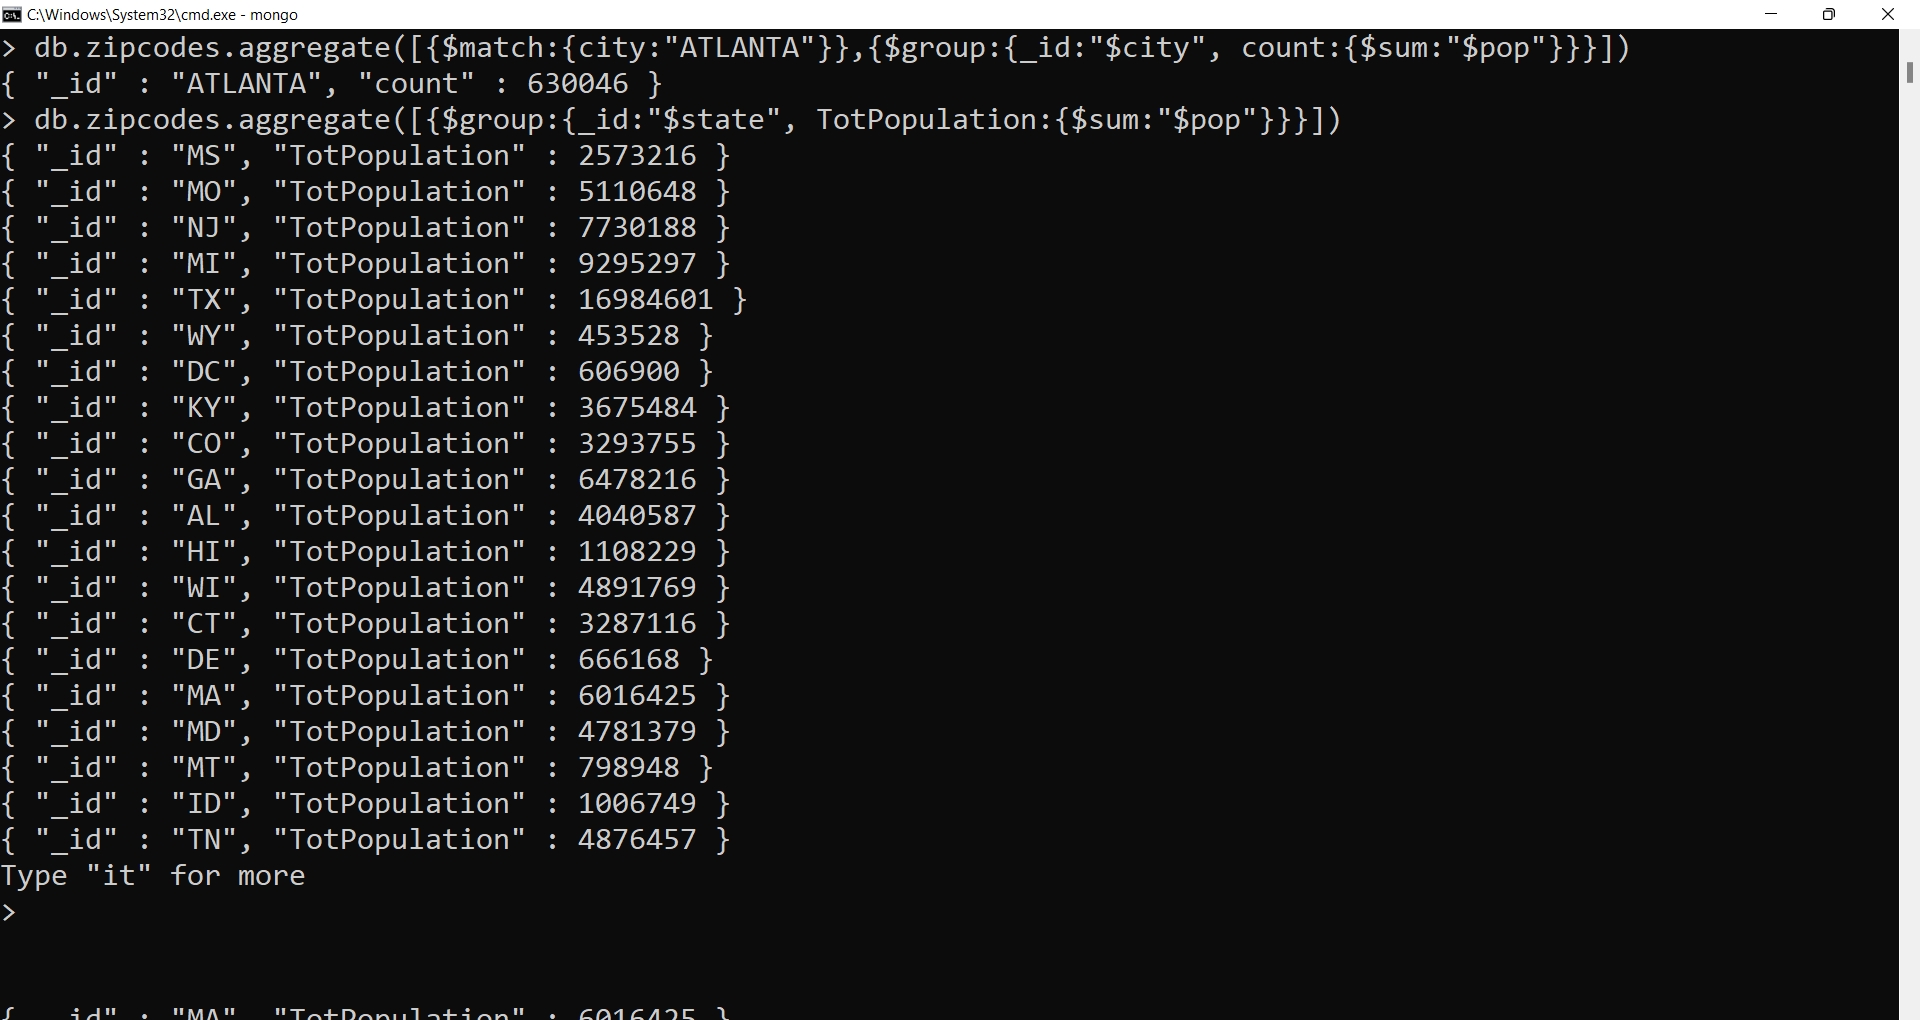 C:\Windows\System32\cmd.exe - mongo
> db.zipcodes.aggregate([{$match:{city:"ATLANTA"}},{$group:{_id:"$city", count:{$sum:"$pop"}}}])
{ "_id" : "ATLANTA", "count" : 630046 }
> db.zipcodes.aggregate([{$group:{_id:"$state", TotPopulation:{$sum:"$pop"}}}])
{ "_id" : "MS", "TotPopulation" : 2573216 }
{ "_id" : "MO", "TotPopulation" : 5110648 }
{ "_id" : "NJ", "TotPopulation" : 7730188 }
{ "_id" : "MI", "TotPopulation" : 9295297 }
{ "_id" : "TX", "TotPopulation" : 16984601 }
{ "_id" : "WY", "TotPopulation" : 453528 }
{ "_id" : "DC", "TotPopulation" : 606900 }
{ "_id" : "KY", "TotPopulation" : 3675484 }
{ "_id" : "CO", "TotPopulation" : 3293755 }
{ "_id" : "GA", "TotPopulation" : 6478216 }
{ "_id" : "AL", "TotPopulation" : 4040587 }
{ "_id" : "HI", "TotPopulation" : 1108229 }
{ "_id" : "WI", "TotPopulation" : 4891769 }
{ "_id" : "CT", "TotPopulation" : 3287116 }
{ "_id" : "DE", "TotPopulation" : 666168 }
{ "_id" : "MA", "TotPopulation" : 6016425 }
{ "_id" : "MD", "TotPopulation" : 4781379 }
{ "_id" : "MT", "TotPopulation" : 798948 }
{ "_id" : "ID", "TotPopulation" : 1006749 }
{ "_id" : "TN", "TotPopulation" : 4876457 }
Type "it" for more
>
{ "_id" : "MA", "TotPopulation" : 6016425 }